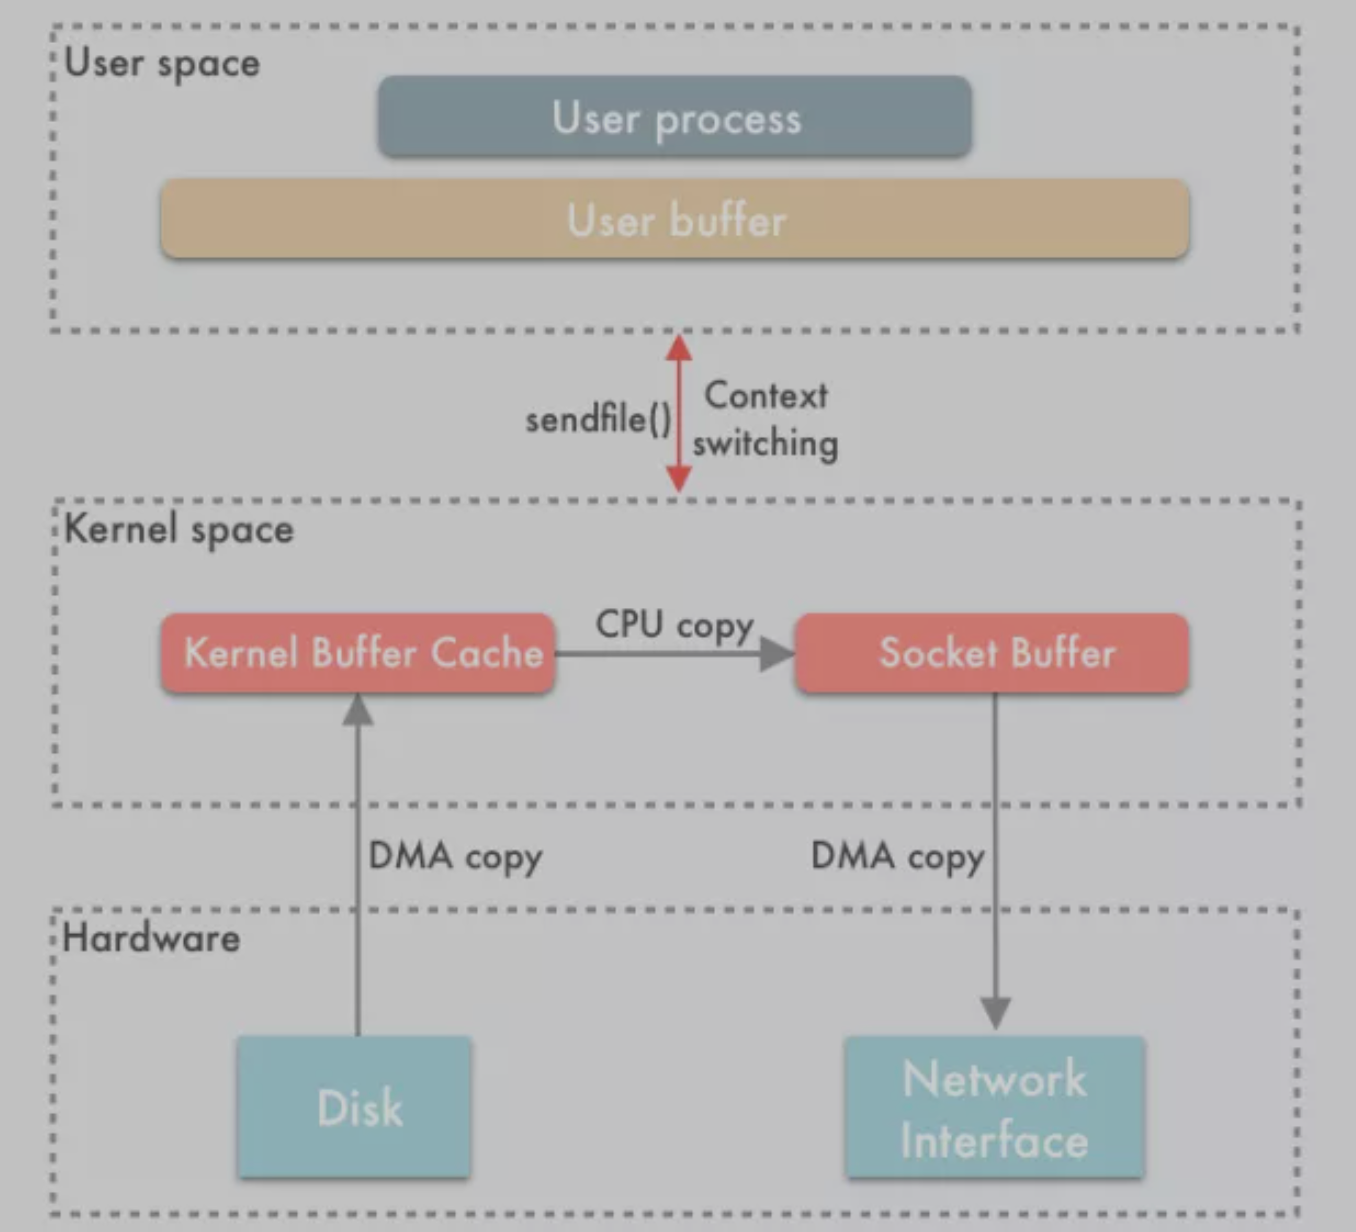 User space
User process
User buffer
sendfile()
Context
switching
Kernel space
Kernel Buffer Cache
CPU copy
Socket Buffer
DMA copy
DMA copy
Hardware
Disk
Network
Interface